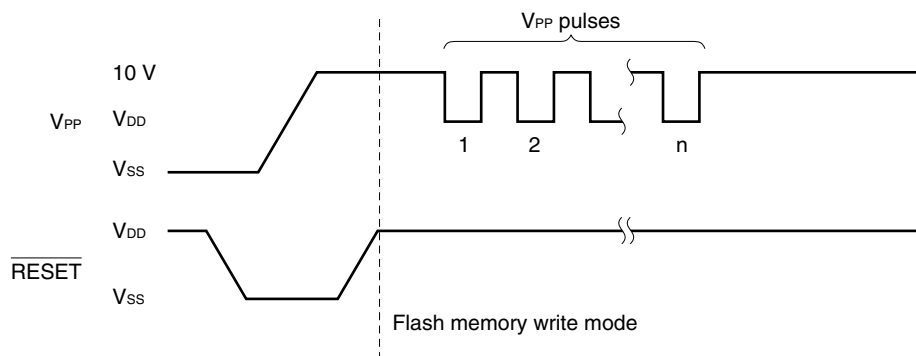 VPP pulses
10 V
VPP VDD
1 2 n
VSS
VDD
RESET
VSS
Flash memory write mode